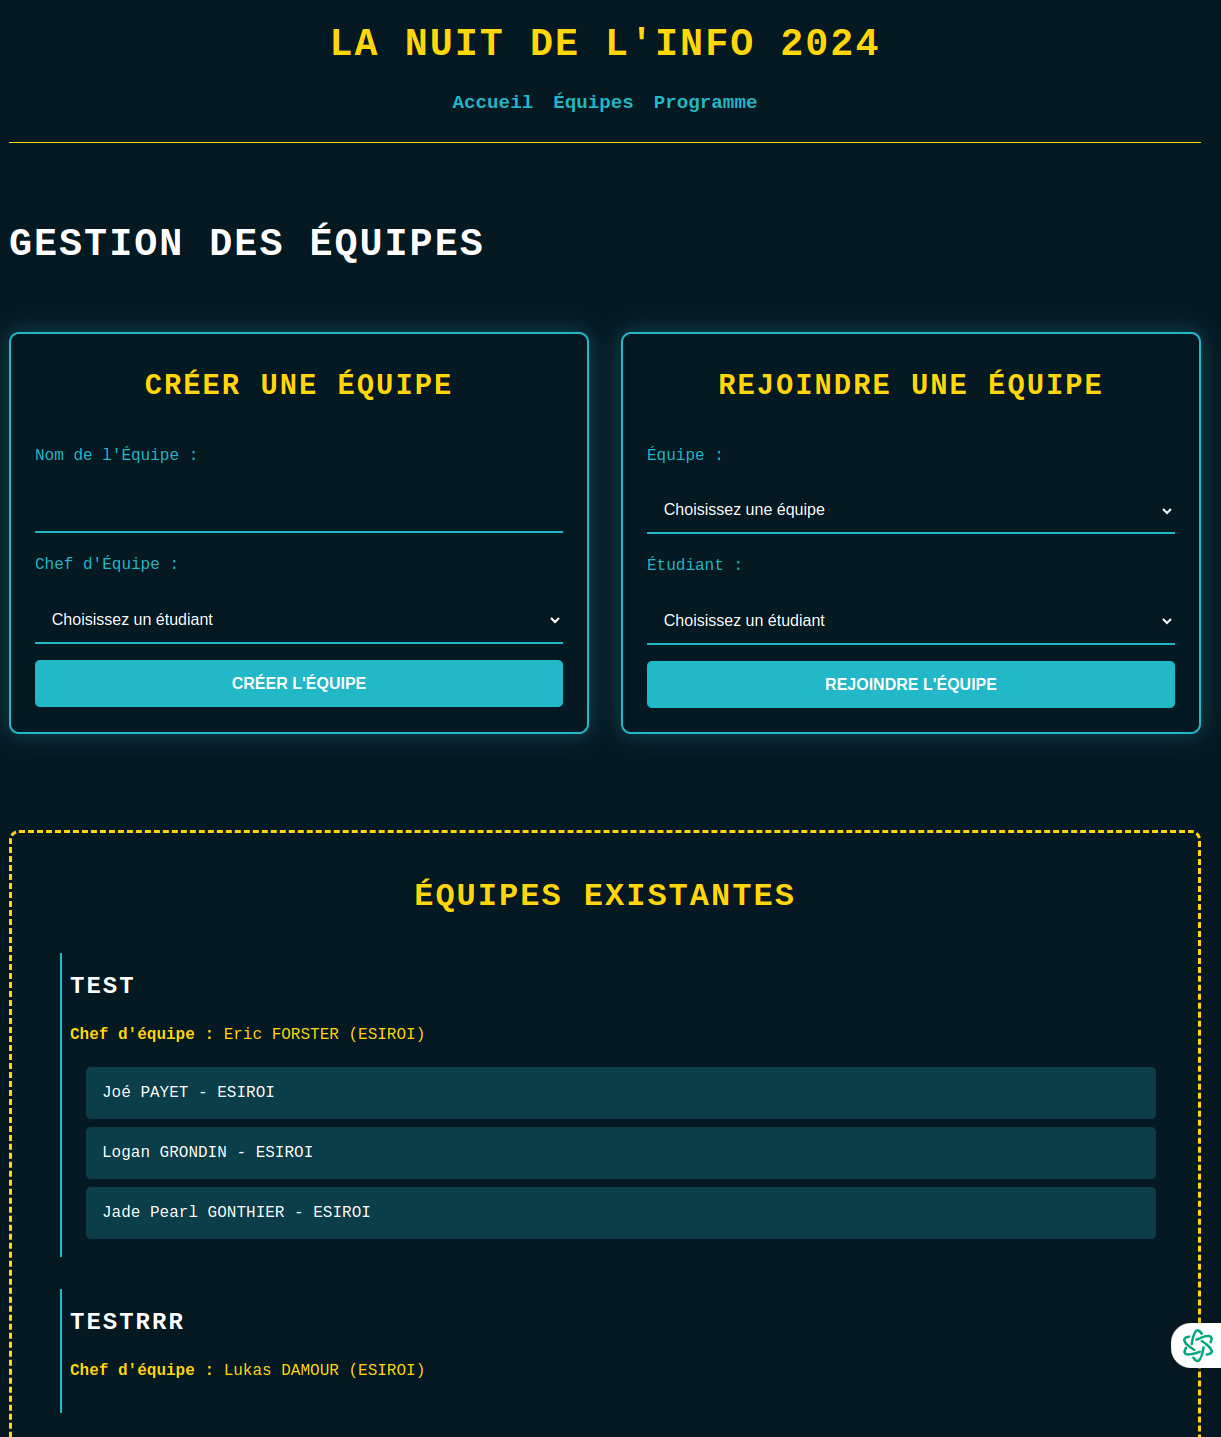 LA NUIT DE L'INFO 2024
Accueil Équipes Programme
GESTION DES ÉQUIPES
CRÉER UNE ÉQUIPE
Nom de l'Équipe :
Chef d'Équipe :
Choisissez un étudiant
CRÉER L'ÉQUIPE
REJOINDRE UNE ÉQUIPE
Équipe :
Choisissez une équipe
Étudiant :
Choisissez un étudiant
REJOINDRE L'ÉQUIPE
ÉQUIPES EXISTANTES
TEST
Chef d'équipe : Eric FORSTER (ESIROI)
Joé PAYET - ESIROI
Logan GRONDIN - ESIROI
Jade Pearl GONTHIER - ESIROI
TESTRRR
Chef d'équipe : Lukas DAMOUR (ESIROI)